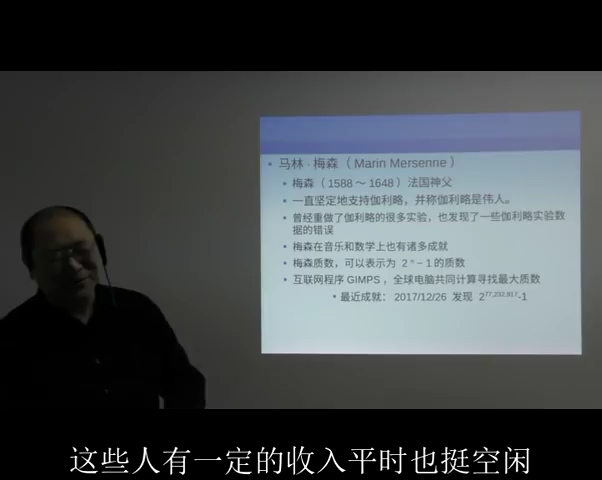 • 马林 · 梅森（ Marin Mersenne ）
• 梅森（ 1588 ～ 1648 ）法国神父
• 一直坚定地支持伽利略，并称伽利略是伟人。
• 曾经重做了伽利略的很多实验，也发现了一些伽利略实验数
据的错误
• 梅森在音乐和数学上也有诸多成就
• 梅森质数，可以表示为 2ⁿ − 1 的质数
• 互联网程序 GIMPS ，全球电脑共同计算寻找最大质数
• 最近成就： 2017/12/26 发现 2^77,232,917-1
这些人有一定的收入平时也挺空闲